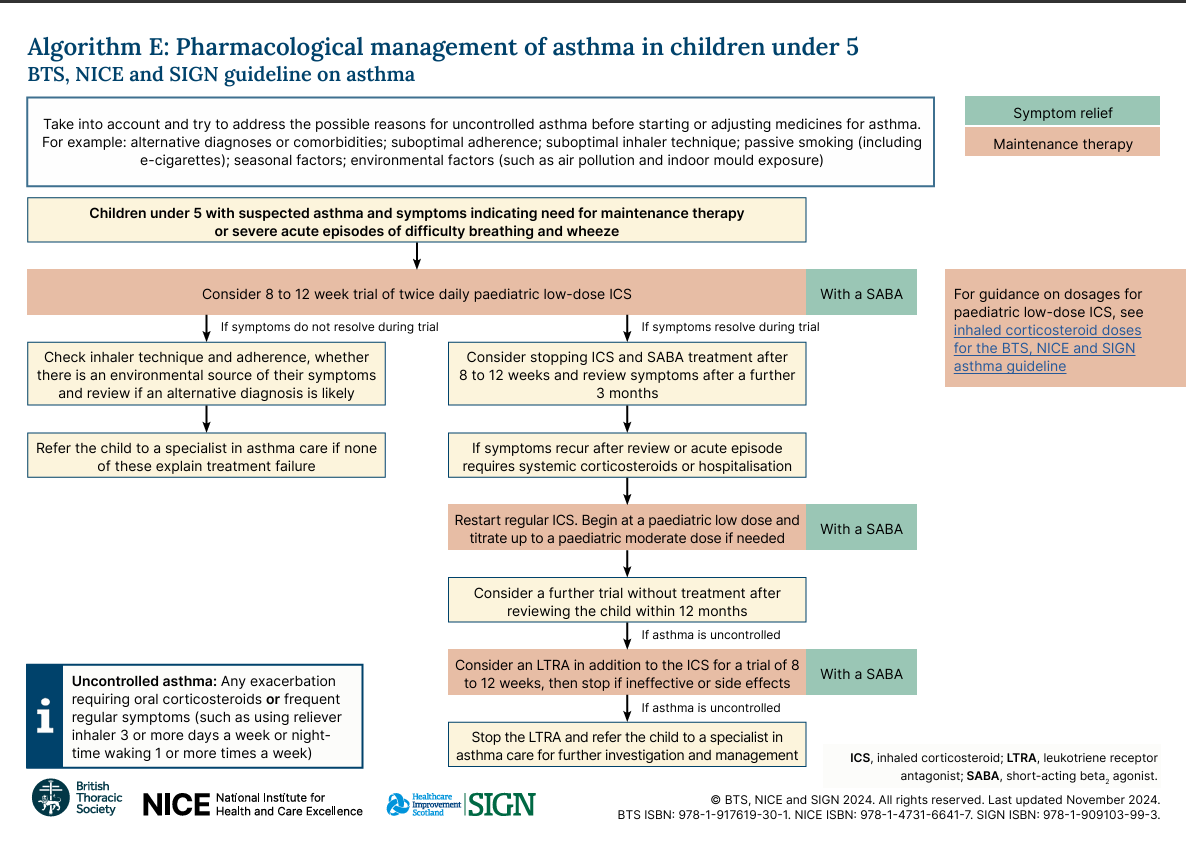 Algorithm E: Pharmacological management of asthma in children under 5
BTS, NICE and SIGN guideline on asthma
Take into account and try to address the possible reasons for uncontrolled asthma before starting or adjusting medicines for asthma.
For example: alternative diagnoses or comorbidities; suboptimal adherence; suboptimal inhaler technique; passive smoking (including
e-cigarettes); seasonal factors; environmental factors (such as air pollution and indoor mould exposure)
Symptom relief
Maintenance therapy
Children under 5 with suspected asthma and symptoms indicating need for maintenance therapy
or severe acute episodes of difficulty breathing and wheeze
Consider 8 to 12 week trial of twice daily paediatric low-dose ICS
With a SABA
For guidance on dosages for
paediatric low-dose ICS, see
inhaled corticosteroid doses
for the BTS, NICE and SIGN
asthma guideline
If symptoms do not resolve during trial
Check inhaler technique and adherence, whether
there is an environmental source of their symptoms
and review if an alternative diagnosis is likely
Refer the child to a specialist in asthma care if none
of these explain treatment failure
If symptoms resolve during trial
Consider stopping ICS and SABA treatment after
8 to 12 weeks and review symptoms after a further
3 months
If symptoms recur after review or acute episode
requires systemic corticosteroids or hospitalisation
Restart regular ICS. Begin at a paediatric low dose and
titrate up to a paediatric moderate dose if needed
With a SABA
Consider a further trial without treatment after
reviewing the child within 12 months
If asthma is uncontrolled
Consider an LTRA in addition to the ICS for a trial of 8
to 12 weeks, then stop if ineffective or side effects
With a SABA
If asthma is uncontrolled
Stop the LTRA and refer the child to a specialist in
asthma care for further investigation and management
i
Uncontrolled asthma: Any exacerbation
requiring oral corticosteroids or frequent
regular symptoms (such as using reliever
inhaler 3 or more days a week or night-
time waking 1 or more times a week)
ICS, inhaled corticosteroid; LTRA, leukotriene receptor
antagonist; SABA, short-acting beta₂ agonist.
British
Thoracic
Society
NICE
National Institute for
Health and Care Excellence
Healthcare
Improvement
Scotland
SIGN
© BTS, NICE and SIGN 2024. All rights reserved. Last updated November 2024.
BTS ISBN: 978-1-917619-30-1. NICE ISBN: 978-1-4731-6641-7. SIGN ISBN: 978-1-909103-99-3.